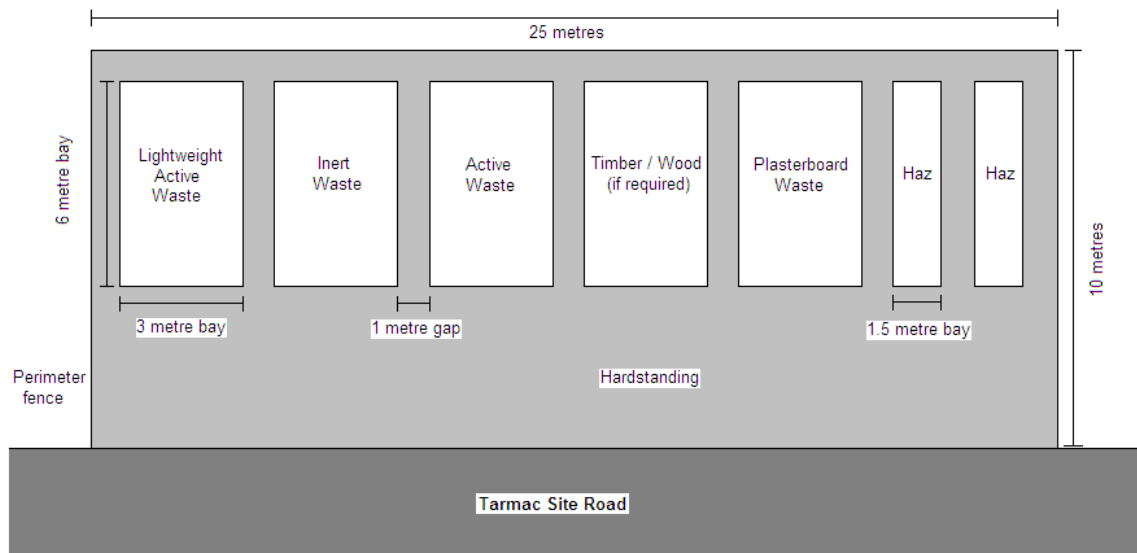 25 metres
6 metre bay
Lightweight
Active
Waste
Inert
Waste
Active
Waste
Timber / Wood
(if required)
Plasterboard
Waste
Haz
Haz
10 metres
3 metre bay
1 metre gap
1.5 metre bay
Perimeter
fence
Hardstanding
Tarmac Site Road